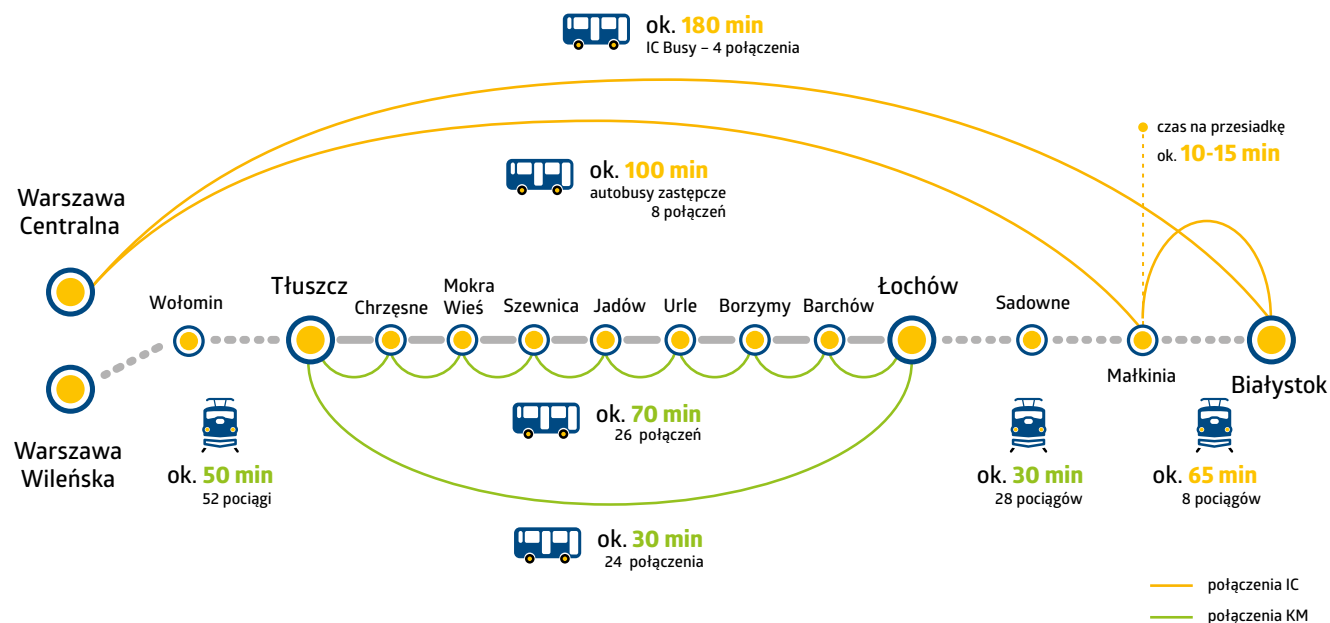 ok. 180 min
IC Busy – 4 połączenia
czas na przesiadkę
ok. 10-15 min
ok. 100 min
autobusy zastępcze
8 połączeń
Warszawa
Centralna
Wołomin
Tłuszcz
Chrzęsne
Mokra
Wieś
Szewnica
Jadów
Urle
Borzymy
Barchów
Łochów
Sadowne
Małkinia
Białystok
Warszawa
Wileńska
ok. 50 min
52 pociągi
ok. 70 min
26 połączeń
ok. 30 min
28 pociągów
ok. 65 min
8 pociągów
ok. 30 min
24 połączenia
połączenia IC
połączenia KM